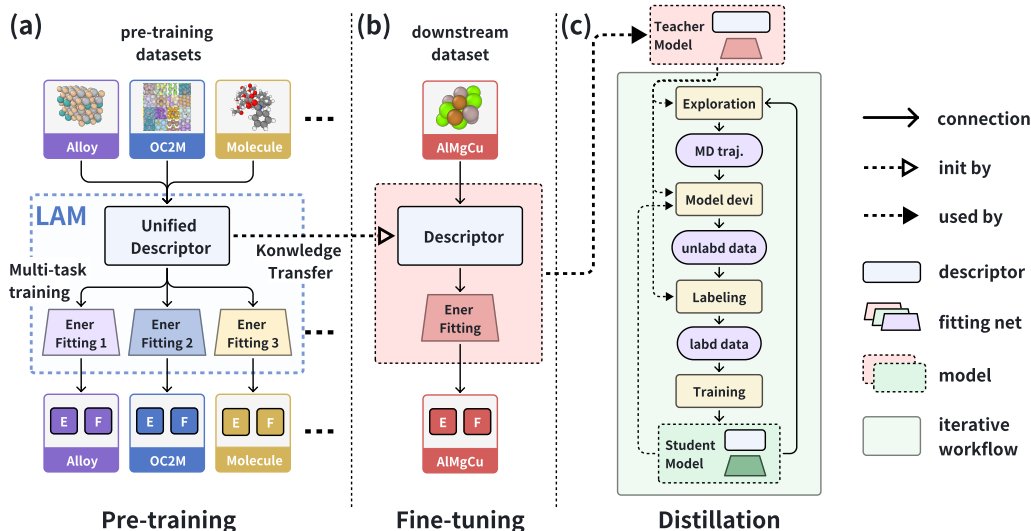 (a)
pre-training
datasets
Alloy
OC2M
Molecule
LAM
Unified
Descriptor
Multi-task
training
Knowledge
Transfer
Ener
Fitting 1
Ener
Fitting 2
Ener
Fitting 3
E F
E F
E F
Alloy
OC2M
Molecule
Pre-training
(b)
downstream
dataset
AlMgCu
Descriptor
Ener
Fitting
E F
AlMgCu
Fine-tuning
(c)
Teacher
Model
Exploration
MD traj.
Model devi
unlabd data
Labeling
labd data
Training
Student
Model
Distillation
connection
init by
used by
descriptor
fitting net
model
iterative
workflow